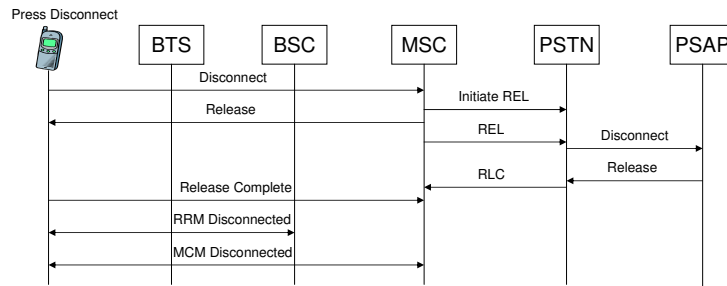 Press Disconnect
BTS
BSC
MSC
PSTN
PSAP
Disconnect
Initiate REL
Release
REL
Disconnect
Release
RLC
Release Complete
RRM Disconnected
MCM Disconnected